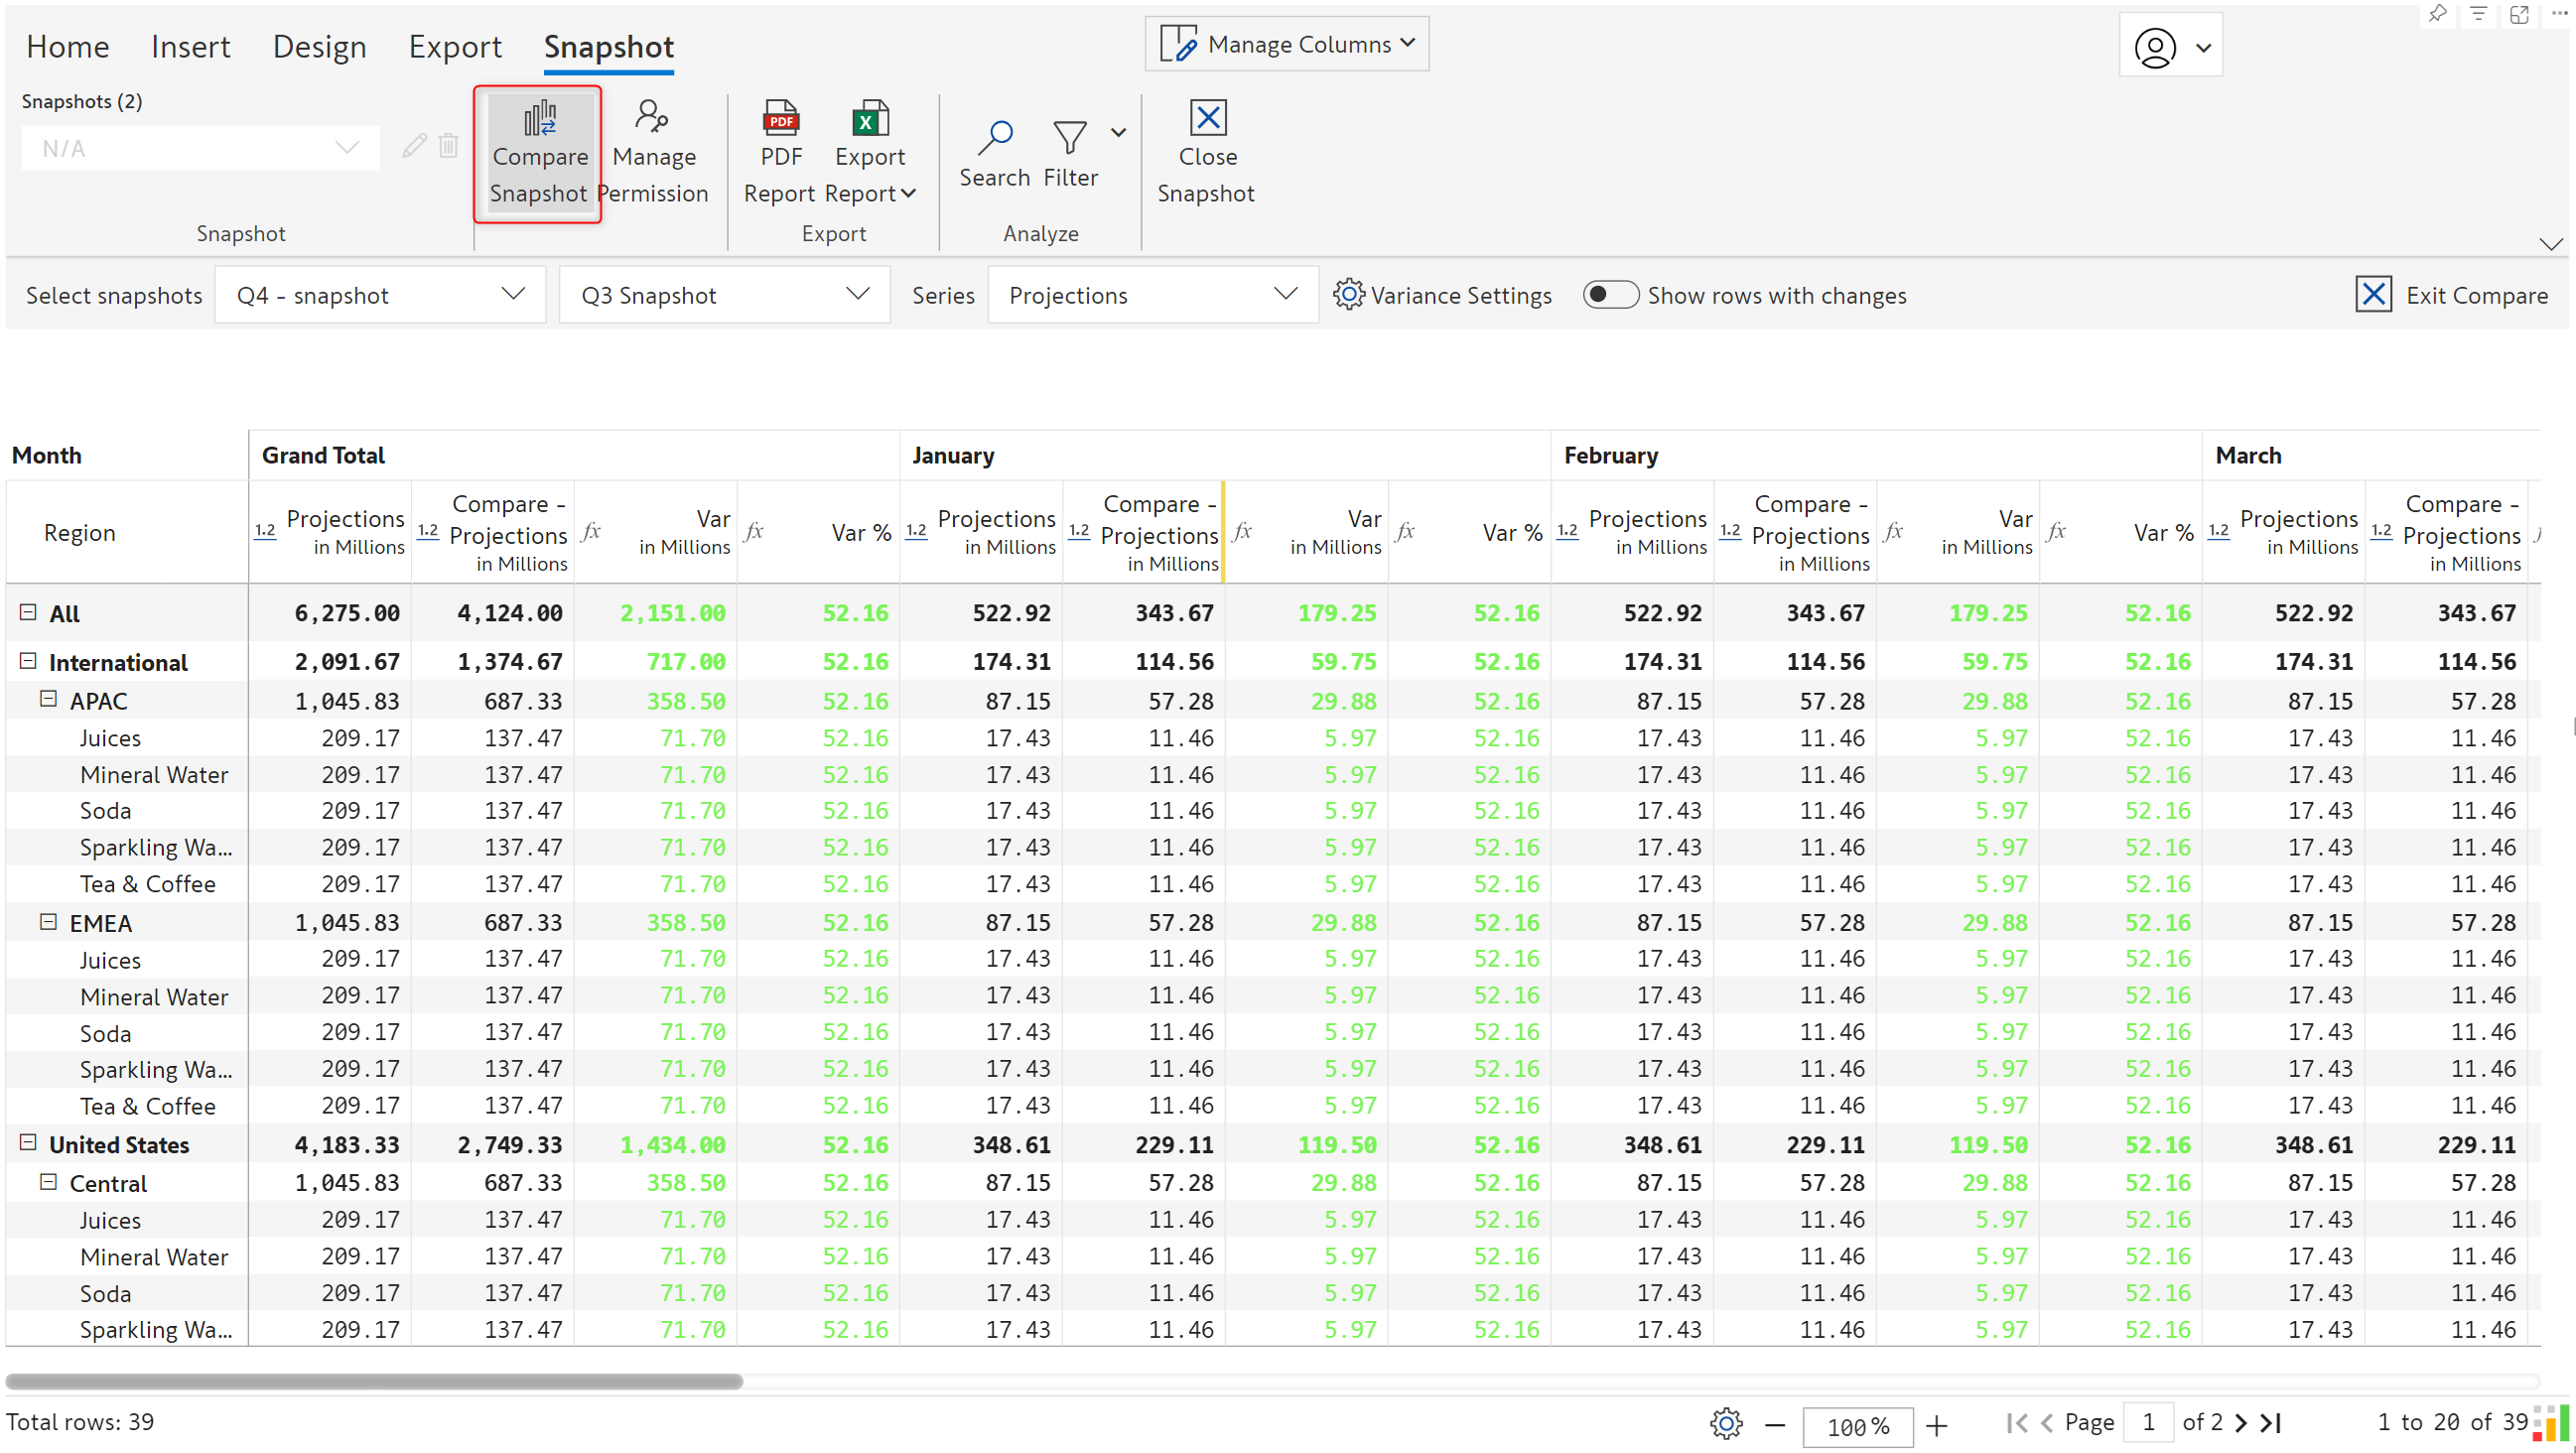 Home Insert Design Export Snapshot
Manage Columns
Snapshots (2)
N/A
Compare Snapshot
Manage Permission
PDF
PDF Report
X
Export Report
Search Filter
Close Snapshot
Snapshot Export Analyze
Select snapshots Q4 - snapshot Q3 Snapshot Series Projections Variance Settings Show rows with changes Exit Compare
Month Grand Total January February March
Region 1.2 Projections in Millions 1.2 Compare - Projections in Millions fx Var in Millions fx Var % 1.2 Projections in Millions 1.2 Compare - Projections in Millions fx Var in Millions fx Var % 1.2 Projections in Millions 1.2 Compare - Projections in Millions fx Var in Millions fx Var % 1.2 Projections in Millions 1.2 Compare - Projections in Millions
All 6,275.00 4,124.00 2,151.00 52.16 522.92 343.67 179.25 52.16 522.92 343.67 179.25 52.16 522.92 343.67
International 2,091.67 1,374.67 717.00 52.16 174.31 114.56 59.75 52.16 174.31 114.56 59.75 52.16 174.31 114.56
APAC 1,045.83 687.33 358.50 52.16 87.15 57.28 29.88 52.16 87.15 57.28 29.88 52.16 87.15 57.28
Juices 209.17 137.47 71.70 52.16 17.43 11.46 5.97 52.16 17.43 11.46 5.97 52.16 17.43 11.46
Mineral Water 209.17 137.47 71.70 52.16 17.43 11.46 5.97 52.16 17.43 11.46 5.97 52.16 17.43 11.46
Soda 209.17 137.47 71.70 52.16 17.43 11.46 5.97 52.16 17.43 11.46 5.97 52.16 17.43 11.46
Sparkling Wa... 209.17 137.47 71.70 52.16 17.43 11.46 5.97 52.16 17.43 11.46 5.97 52.16 17.43 11.46
Tea & Coffee 209.17 137.47 71.70 52.16 17.43 11.46 5.97 52.16 17.43 11.46 5.97 52.16 17.43 11.46
EMEA 1,045.83 687.33 358.50 52.16 87.15 57.28 29.88 52.16 87.15 57.28 29.88 52.16 87.15 57.28
Juices 209.17 137.47 71.70 52.16 17.43 11.46 5.97 52.16 17.43 11.46 5.97 52.16 17.43 11.46
Mineral Water 209.17 137.47 71.70 52.16 17.43 11.46 5.97 52.16 17.43 11.46 5.97 52.16 17.43 11.46
Soda 209.17 137.47 71.70 52.16 17.43 11.46 5.97 52.16 17.43 11.46 5.97 52.16 17.43 11.46
Sparkling Wa... 209.17 137.47 71.70 52.16 17.43 11.46 5.97 52.16 17.43 11.46 5.97 52.16 17.43 11.46
Tea & Coffee 209.17 137.47 71.70 52.16 17.43 11.46 5.97 52.16 17.43 11.46 5.97 52.16 17.43 11.46
United States 4,183.33 2,749.33 1,434.00 52.16 348.61 229.11 119.50 52.16 348.61 229.11 119.50 52.16 348.61 229.11
Central 1,045.83 687.33 358.50 52.16 87.15 57.28 29.88 52.16 87.15 57.28 29.88 52.16 87.15 57.28
Juices 209.17 137.47 71.70 52.16 17.43 11.46 5.97 52.16 17.43 11.46 5.97 52.16 17.43 11.46
Mineral Water 209.17 137.47 71.70 52.16 17.43 11.46 5.97 52.16 17.43 11.46 5.97 52.16 17.43 11.46
Soda 209.17 137.47 71.70 52.16 17.43 11.46 5.97 52.16 17.43 11.46 5.97 52.16 17.43 11.46
Sparkling Wa... 209.17 137.47 71.70 52.16 17.43 11.46 5.97 52.16 17.43 11.46 5.97 52.16 17.43 11.46
Total rows: 39 100% Page 1 of 2 1 to 20 of 39